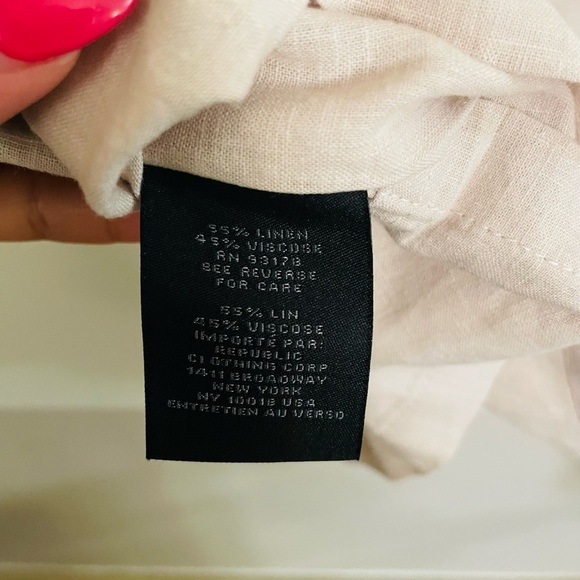 55% LINEN
45% VISCOSE
RN 93178
SEE REVERSE
FOR CARE
55% LIN
45% VISCOSE
IMPORTÉ PAR:
REPUBLIC
CLOTHING CORP
1411 BROADWAY
NEW YORK
NY 10018 USA
ENTRETIEN AU VERSO